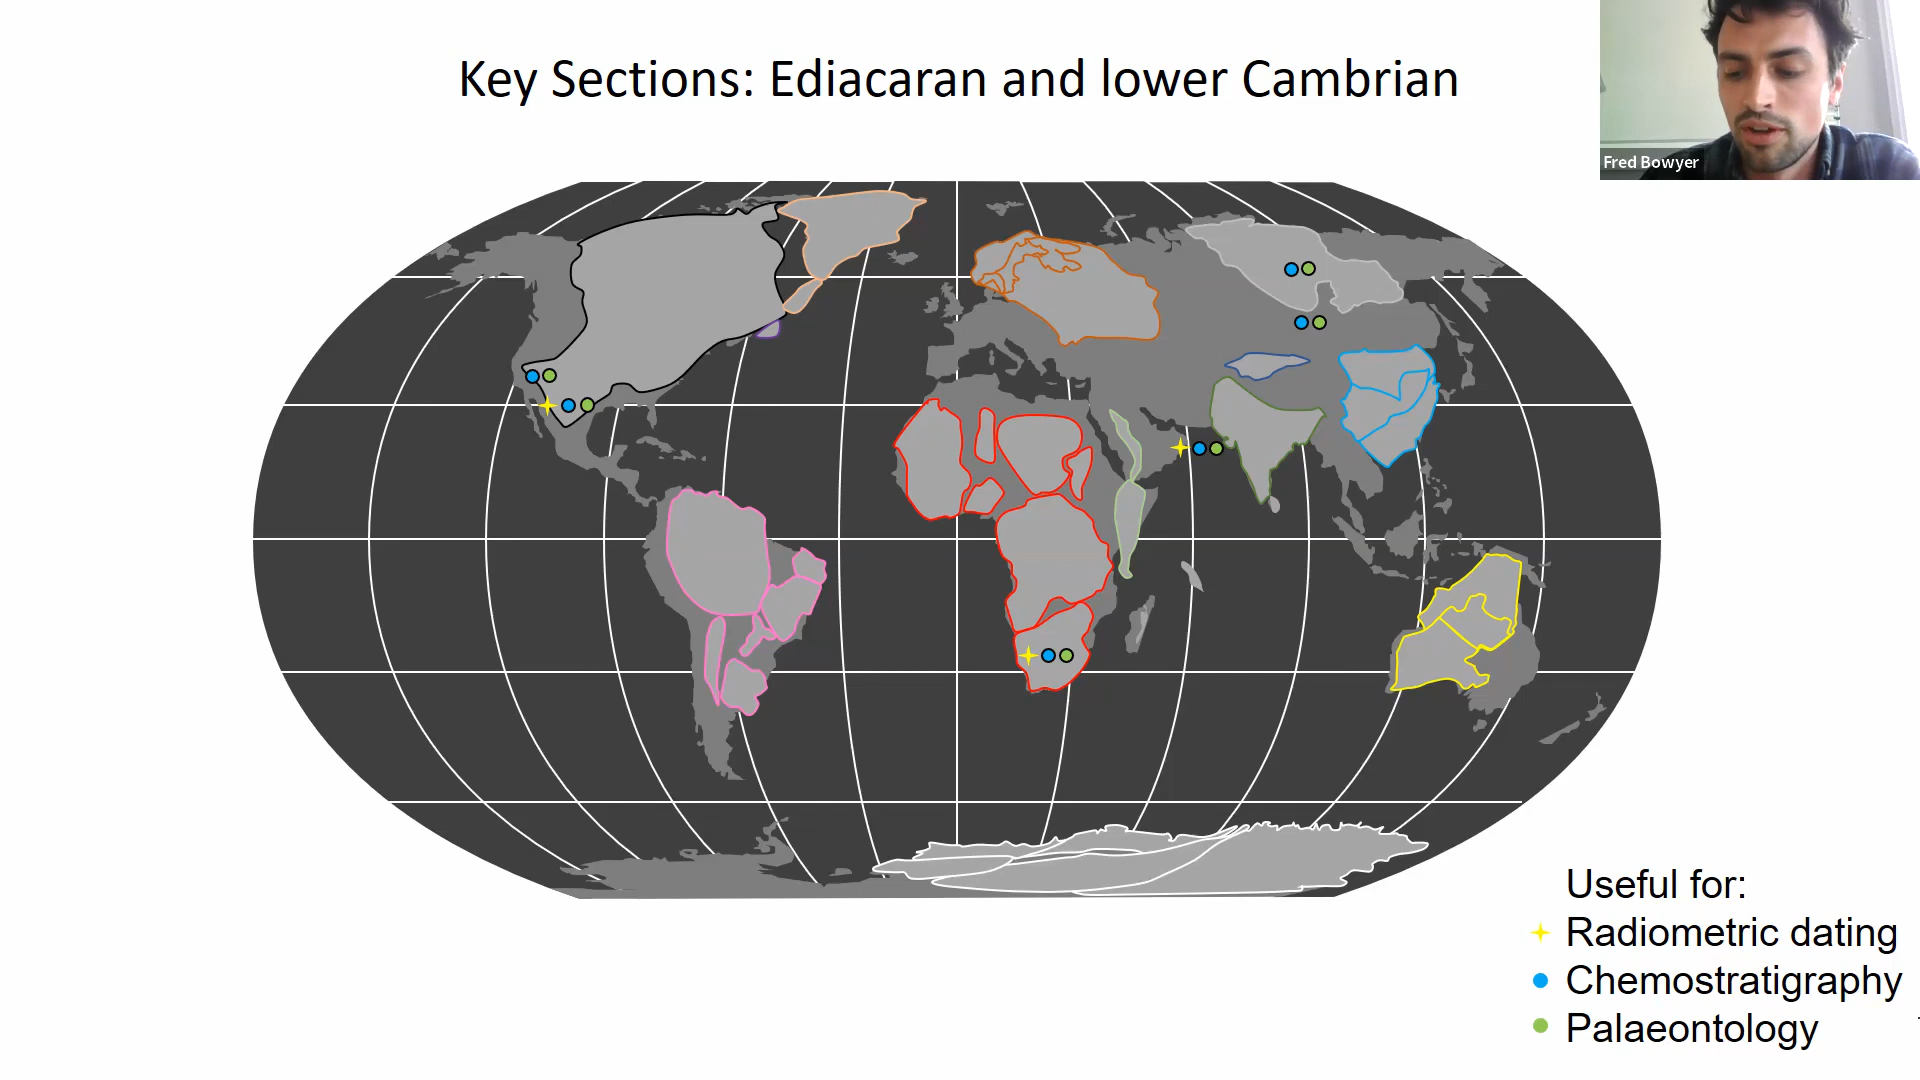 Key Sections: Ediacaran and lower Cambrian
Fred Bowyer
Useful for:
Radiometric dating
Chemostratigraphy
Palaeontology